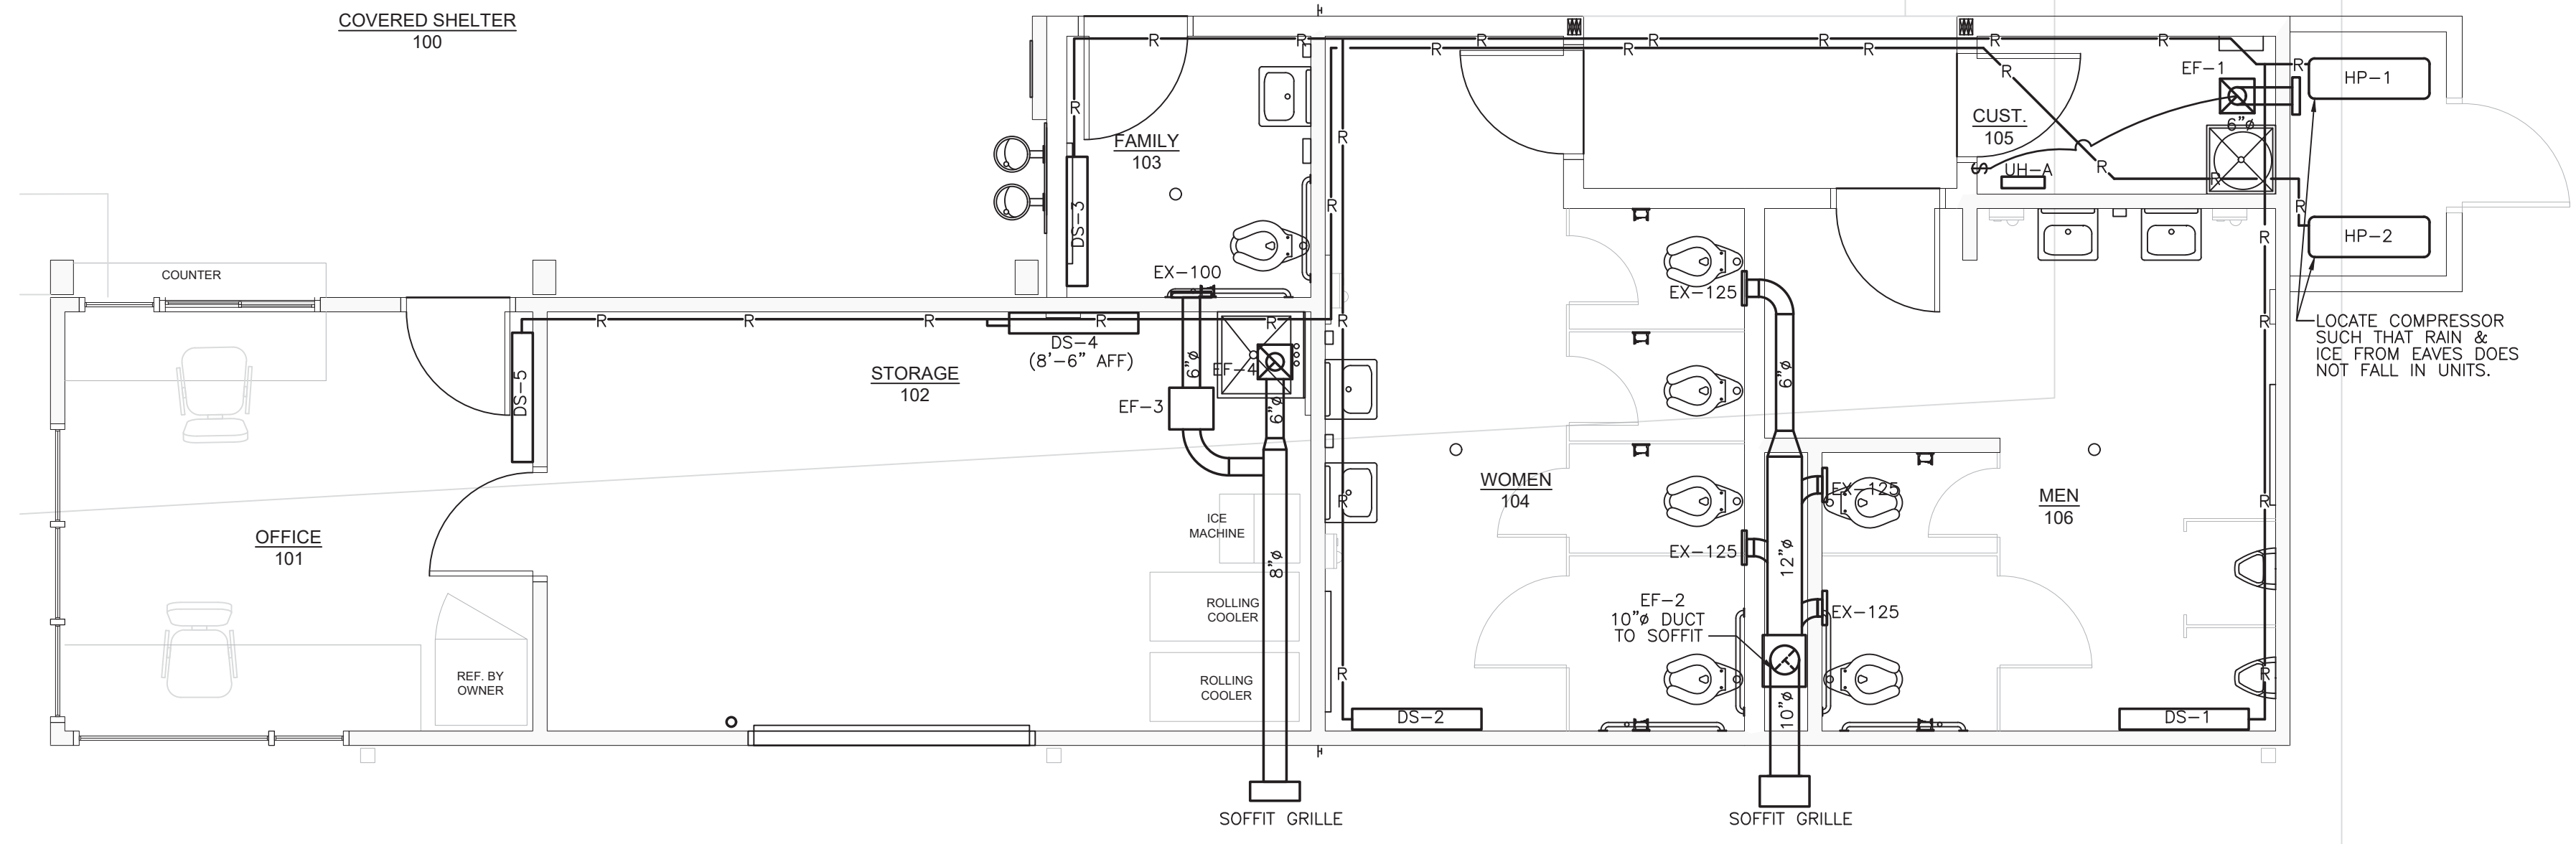 COVERED SHELTER
100
R R R R R R R R
R R R
HP-1
EF-1
6"ø
R
R
CUST.
105
FAMILY
103
R
R
R
UH-A
R
R
R
DS-3
HP-2
R
COUNTER
EX-100
EX-125
LOCATE COMPRESSOR
SUCH THAT RAIN &
ICE FROM EAVES DOES
NOT FALL IN UNITS.
R R R R R R
R
DS-4
(8'-6" AFF)
6"ø
EF-4
6"ø
STORAGE
102
DS-5
EF-3
6"ø
WOMEN
104
EX-125
MEN
106
R
R
ICE
MACHINE
OFFICE
101
EX-125
12"ø
8"ø
ROLLING
COOLER
EF-2
10"ø DUCT
TO SOFFIT
EX-125
REF. BY
OWNER
ROLLING
COOLER
R
R
10"ø
DS-2
DS-1
SOFFIT GRILLE
SOFFIT GRILLE